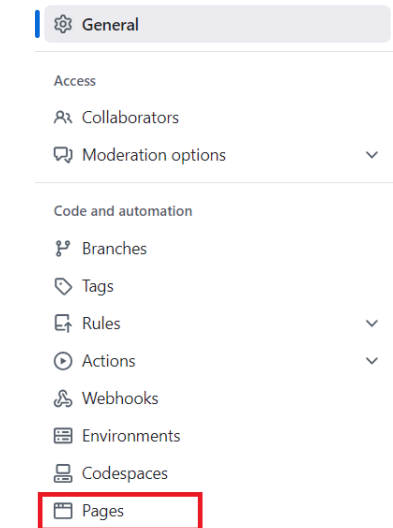 General
Access
Collaborators
Moderation options
Code and automation
Branches
Tags
Rules
Actions
Webhooks
Environments
Codespaces
Pages